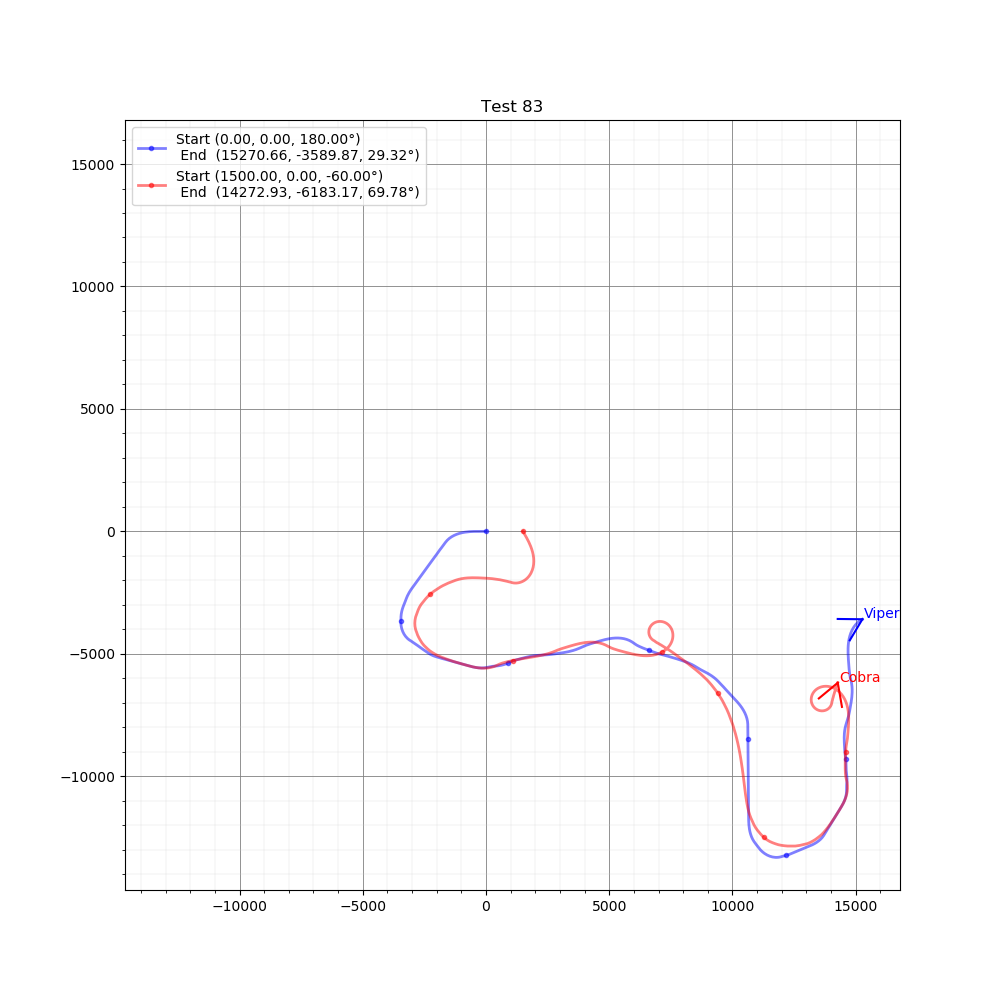 Test 83
Start (0.00, 0.00, 180.00°)
End  (15270.66, -3589.87, 29.32°)
Start (1500.00, 0.00, -60.00°)
End  (14272.93, -6183.17, 69.78°)
15000
10000
5000
0
−5000
−10000
Viper
Cobra
−10000
−5000
0
5000
10000
15000